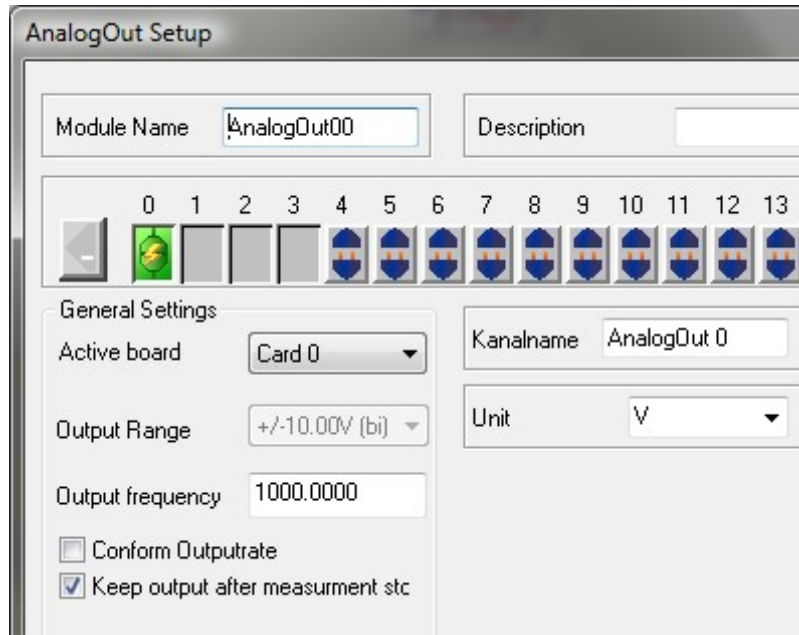 AnalogOut Setup
Module Name AnalogOut00 Description
0 1 2 3 4 5 6 7 8 9 10 11 12 13
General Settings
Active board Card 0
Kanalname AnalogOut 0
Output Range +/-10.00V (bi)
Unit V
Output frequency 1000.0000
Conform Outputrate
Keep output after measurment stc